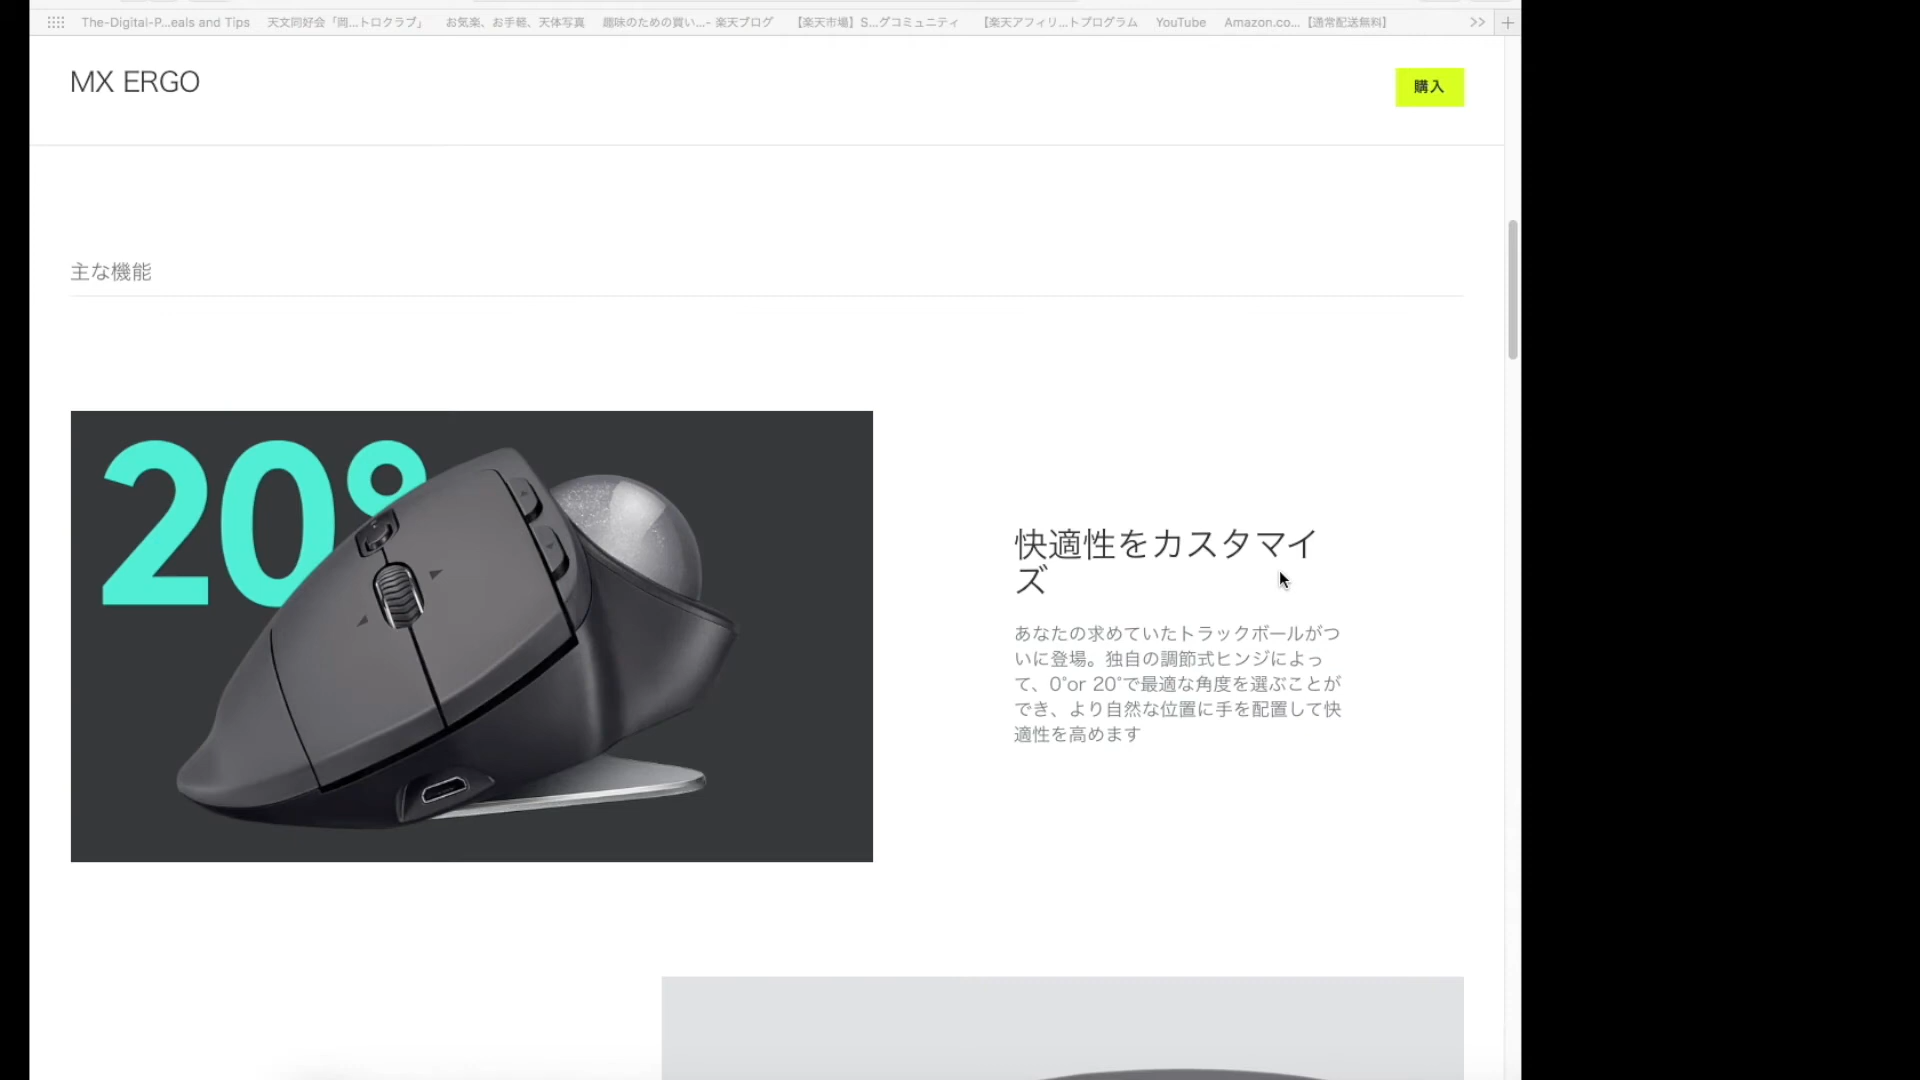 The-Digital-P...eals and Tips 天文同好会「岡...トロクラブ」 お気楽、お手軽、天体写真 趣味のための買い...- 楽天ブログ 【楽天市場】S...グコミュニティ 【楽天アフィリ...トプログラム YouTube Amazon.co...【通常配送無料】 >> +
MX ERGO
購入
主な機能
20°
快適性をカスタマイ
ズ
あなたの求めていたトラックボールがつ
いに登場。独自の調節式ヒンジによっ
て、0°or 20°で最適な角度を選ぶことが
でき、より自然な位置に手を配置して快
適性を高めます